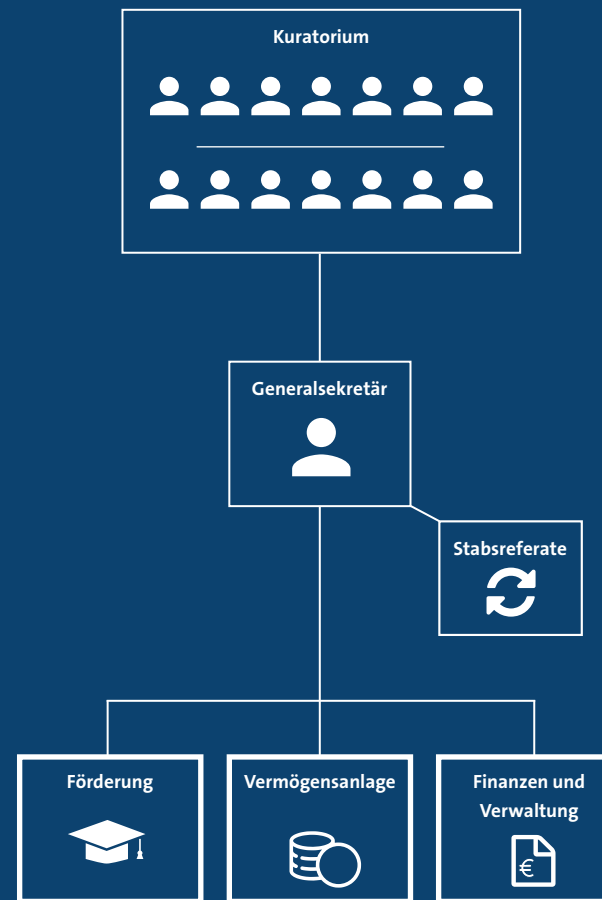 Kuratorium
Generalsekretär
Stabsreferate
Förderung
Vermögensanlage
Finanzen und
Verwaltung
€